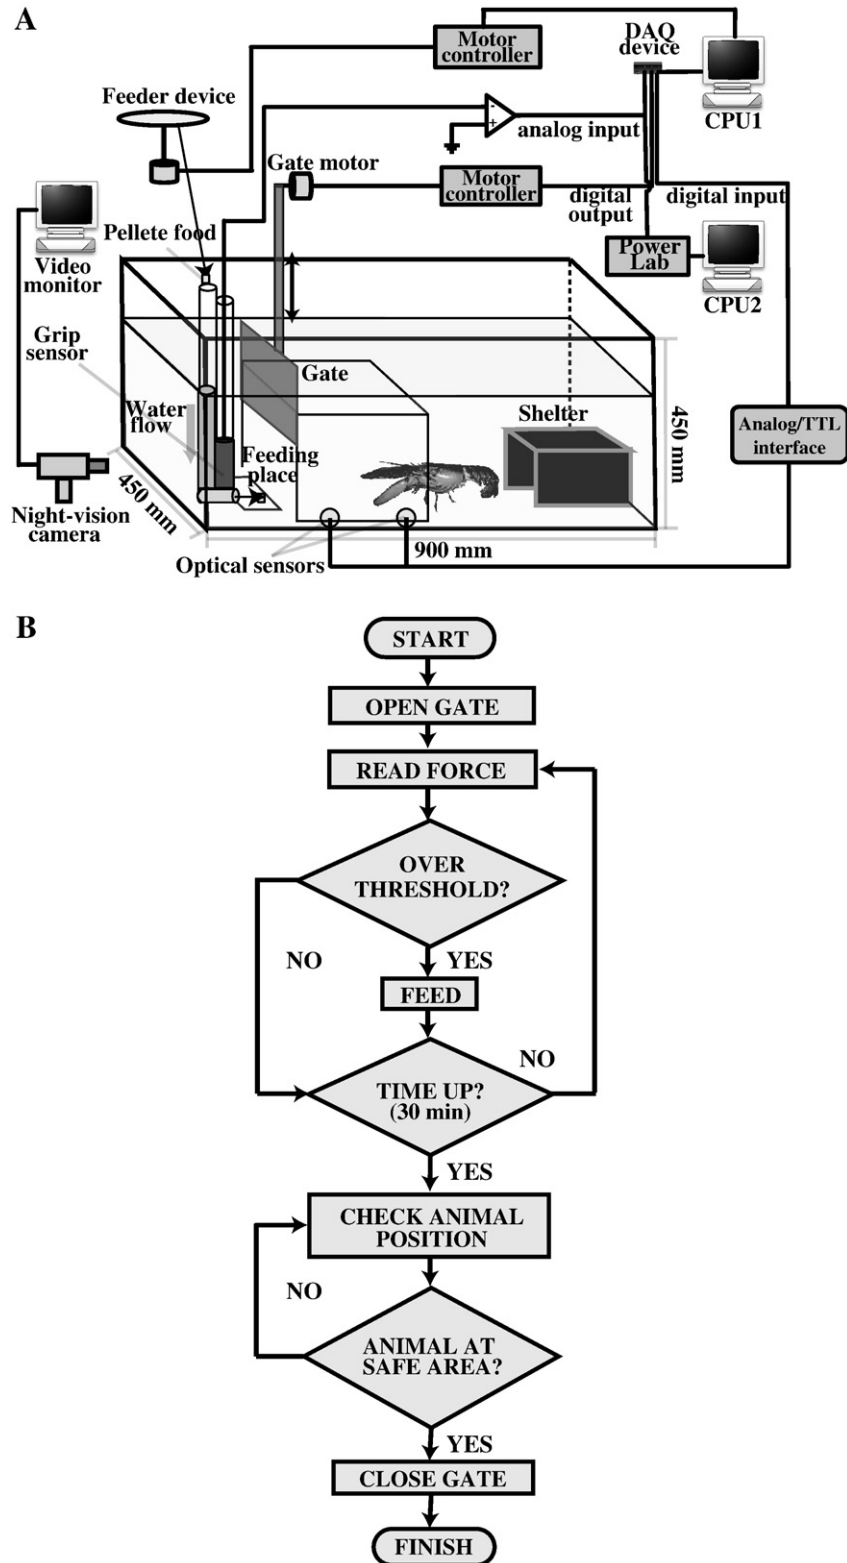 A
Motor
controller
DAQ
device
CPU1
Feeder device
-
+
analog input
Gate motor
Motor
controller
digital
output
digital input
Power
Lab
CPU2
Video
monitor
Pellete food
Grip
sensor
Gate
Water
flow
Feeding
place
Shelter
450 mm
Analog/TTL
interface
Night-vision
camera
450 mm
Optical sensors
900 mm
B
START
OPEN GATE
READ FORCE
OVER
THRESHOLD?
NO
YES
FEED
NO
TIME UP?
(30 min)
YES
CHECK ANIMAL
POSITION
NO
ANIMAL AT
SAFE AREA?
YES
CLOSE GATE
FINISH